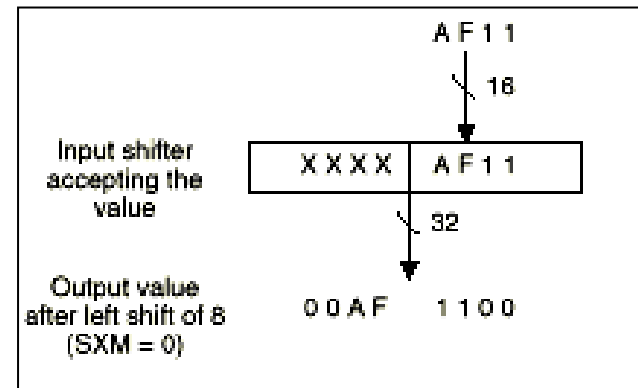 A F 1 1
16
Input shifter
accepting the
value
X X X X A F 1 1
32
Output value
after left shift of 8
(SXM = 0)
0 0 A F 1 1 0 0